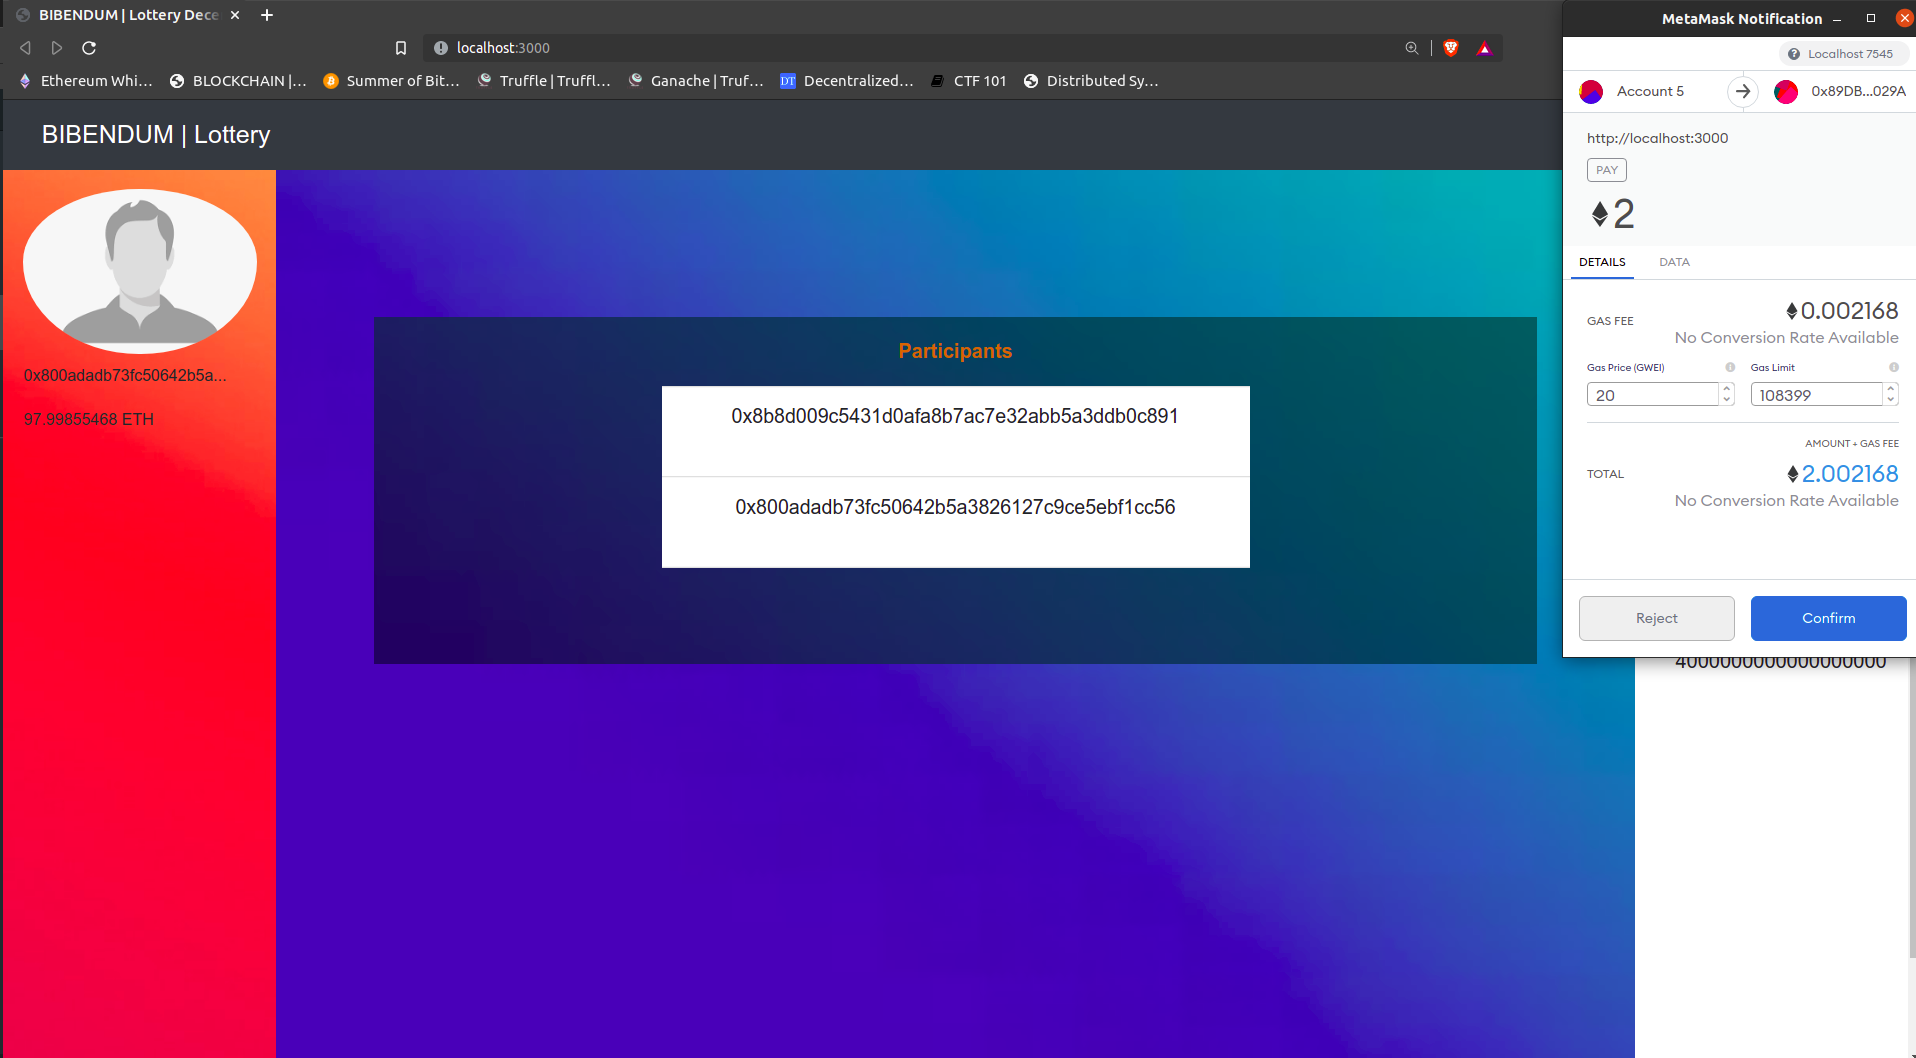 BIBENDUM | Lottery Dece
localhost:3000
Ethereum Whi...
BLOCKCHAIN |...
Summer of Bit...
Truffle | Truffl...
Ganache | Truf...
DT
Decentralized...
CTF 101
Distributed Sy...
BIBENDUM | Lottery
0x800adadb73fc50642b5a...
97.99855468 ETH
Participants
0x8b8d009c5431d0afa8b7ac7e32abb5a3ddb0c891
0x800adadb73fc50642b5a3826127c9ce5ebf1cc56
MetaMask Notification
Localhost 7545
Account 5
0x89DB...029A
http://localhost:3000
PAY
2
DETAILS DATA
GAS FEE
0.002168
No Conversion Rate Available
Gas Price (GWEI) Gas Limit
20 108399
AMOUNT + GAS FEE
TOTAL
2.002168
No Conversion Rate Available
Reject Confirm
4000000000000000000